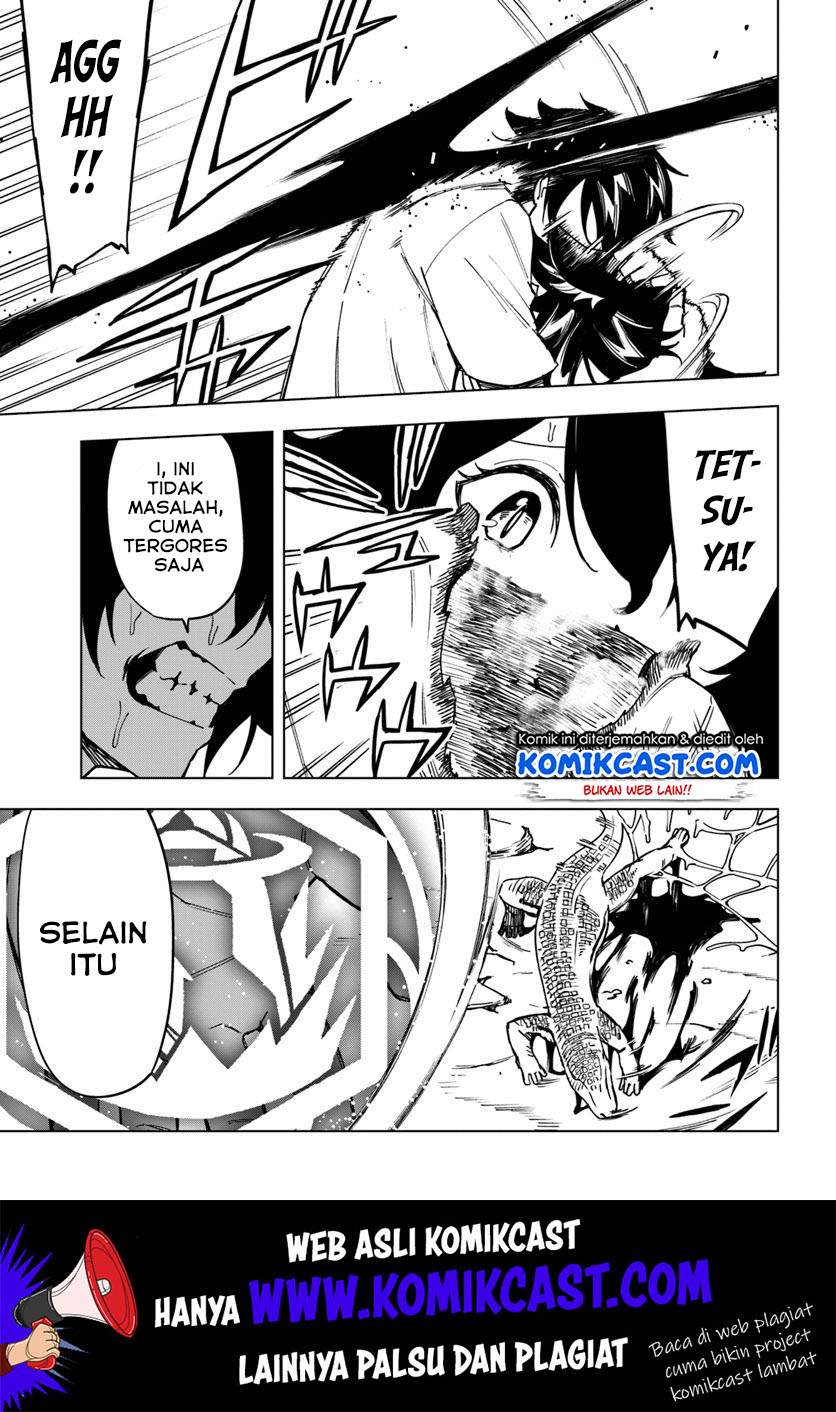 AGG
HH
!!
TET-
SU-
YA!
I, INI
TIDAK
MASALAH,
CUMA
TERGORES
SAJA
Komik ini diterjemahkan & diedit oleh
KOMIKCAST.COM
BUKAN WEB LAIN!!
SELAIN
ITU
WEB ASLI KOMIKCAST
HANYA WWW.KOMIKCAST.COM
LAINNYA PALSU DAN PLAGIAT
Baca di web plagiat
cuma bikin project
komikcast lambat